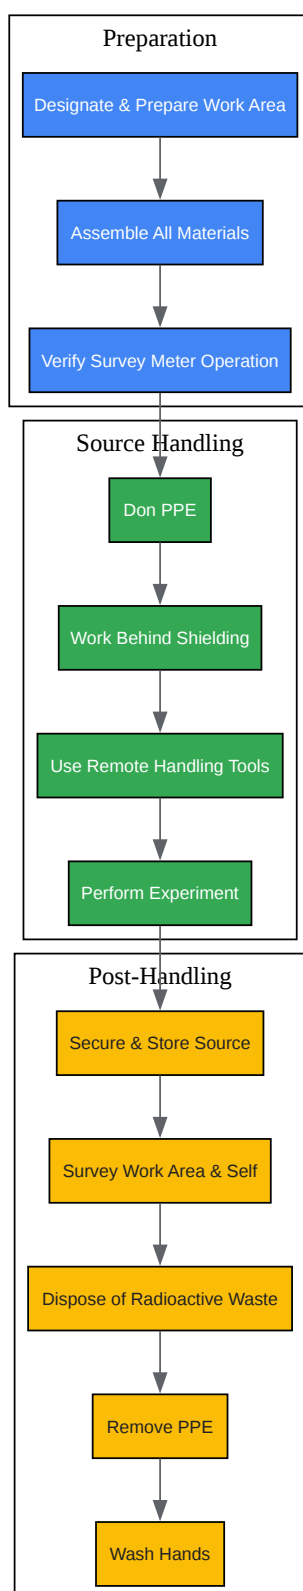 Preparation
Designate & Prepare Work Area
Assemble All Materials
Verify Survey Meter Operation
Source Handling
Don PPE
Work Behind Shielding
Use Remote Handling Tools
Perform Experiment
Post-Handling
Secure & Store Source
Survey Work Area & Self
Dispose of Radioactive Waste
Remove PPE
Wash Hands